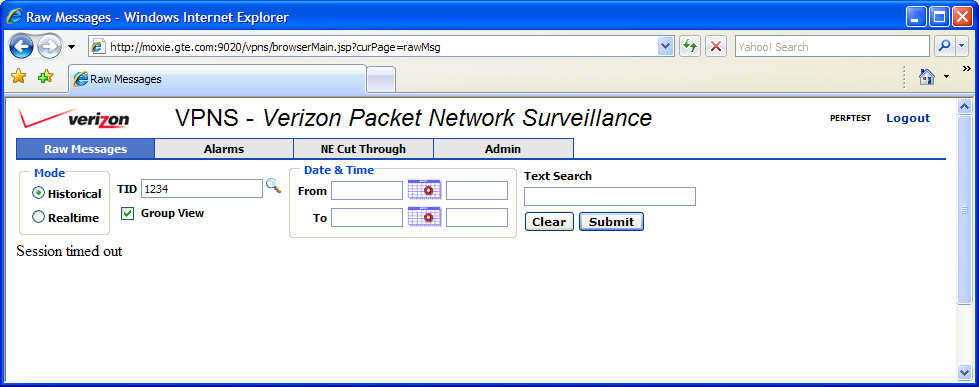 Raw Messages - Windows Internet Explorer
http://moxie.gte.com:9020/vpns/browserMain.jsp?curPage=rawMsg
Yahoo! Search
Raw Messages
verizon
VPNS - Verizon Packet Network Surveillance
PERFTEST
Logout
Raw Messages Alarms NE Cut Through Admin
Mode
Historical
Realtime
TID 1234
Group View
Date & Time
From
To
Text Search
Clear Submit
Session timed out